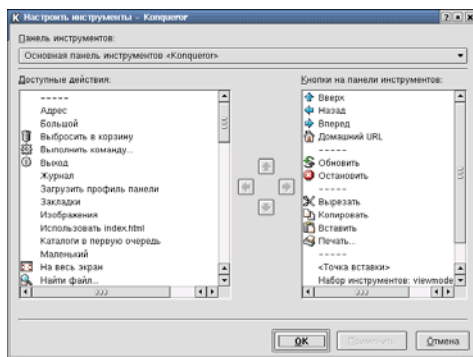 Настроить инструменты – Konqueror
Панель инструментов:
Основная панель инструментов <Konqueror>
Доступные действия:
-----
Адрес
Большой
Выбросить в корзину
Выполнить команду...
Выход
Журнал
Загрузить профиль панели
Закладки
Изображения
Использовать index.html
Каталоги в первую очередь
Маленький
На весь экран
Найти файл...
Кнопки на панели инструментов:
Вверх
Назад
Вперед
Домашний URL
-----
Обновить
Остановить
-----
Вырезать
Копировать
Вставить
Печать...
-----
<Точка вставки>
Набор инструментов: viewmode
OK
Применить
Отмена